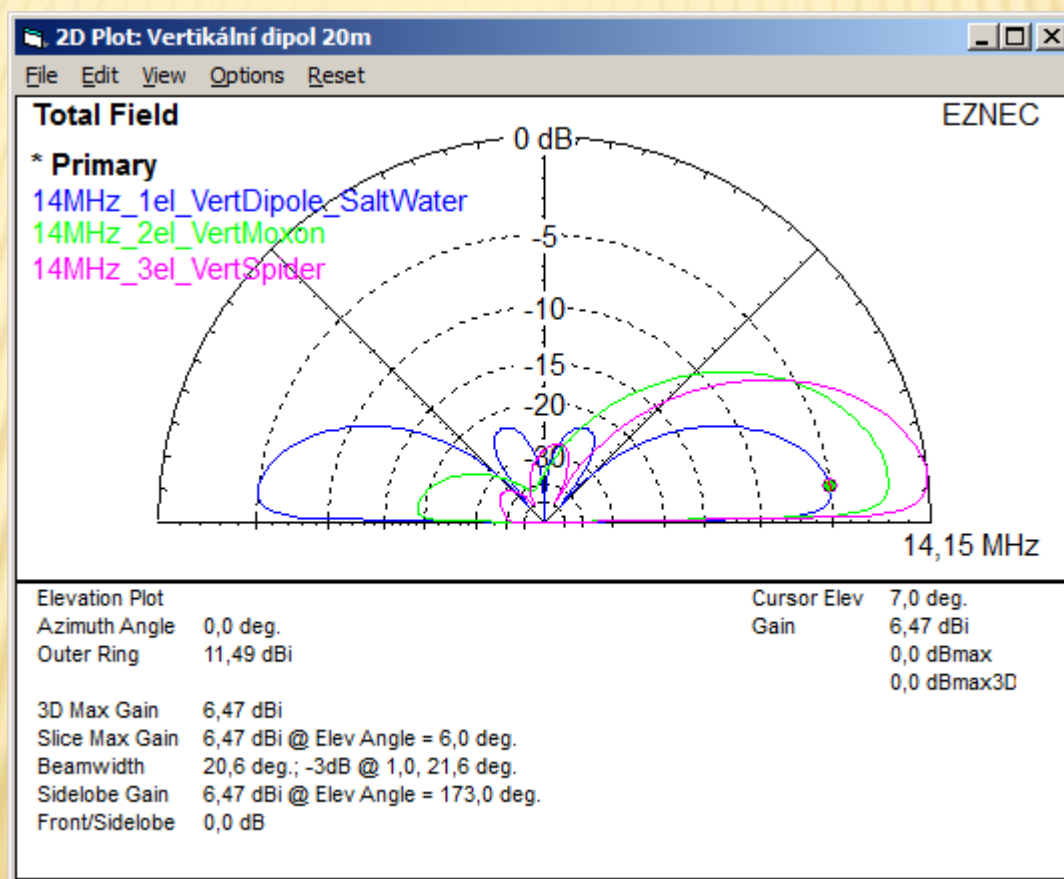 2D Plot: Vertikální dipol 20m
File Edit View Options Reset
Total Field
EZNEC
* Primary
14MHz_1el_VertDipole_SaltWater
14MHz_2el_VertMoxon
14MHz_3el_VertSpider
0 dB
-5
-10
-15
-20
-30
14,15 MHz
Elevation Plot
Azimuth Angle 0,0 deg.
Outer Ring 11,49 dBi
3D Max Gain 6,47 dBi
Slice Max Gain 6,47 dBi @ Elev Angle = 6,0 deg.
Beamwidth 20,6 deg.; -3dB @ 1,0, 21,6 deg.
Sidelobe Gain 6,47 dBi @ Elev Angle = 173,0 deg.
Front/Sidelobe 0,0 dB
Cursor Elev 7,0 deg.
Gain 6,47 dBi
0,0 dBmax
0,0 dBmax3D